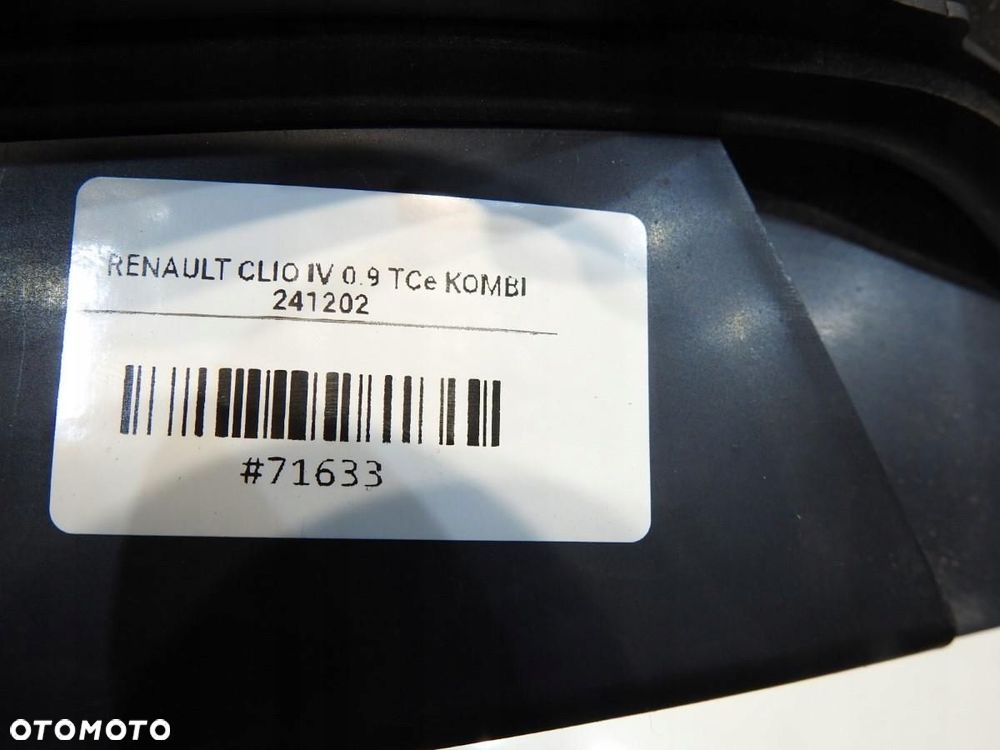 RENAULT CLIO IV 0.9 TCe KOMBI
241202
#71633
OTOMOTO